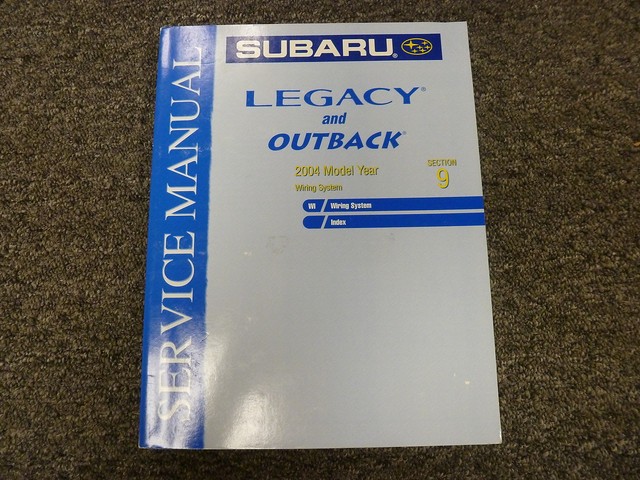 SERVICE MANUAL
SUBARU®
LEGACY®
and
OUTBACK®
2004 Model Year
SECTION
Wiring System
9
WI Wiring System
Index